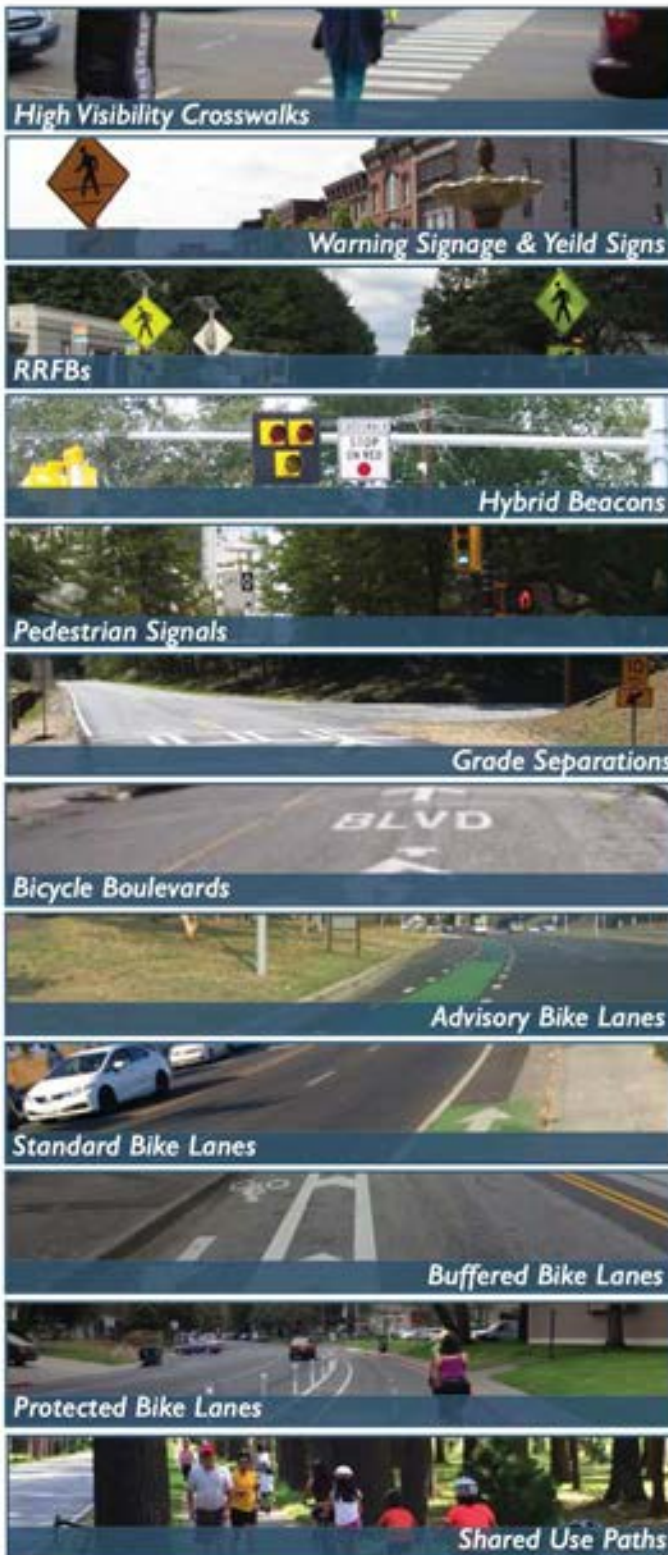 High Visibility Crosswalks
Warning Signage & Yeild Signs
RRFBs
STOP
ON RED
Hybrid Beacons
Pedestrian Signals
10
Grade Separations
BLVD
Bicycle Boulevards
Advisory Bike Lanes
Standard Bike Lanes
Buffered Bike Lanes
Protected Bike Lanes
Shared Use Paths